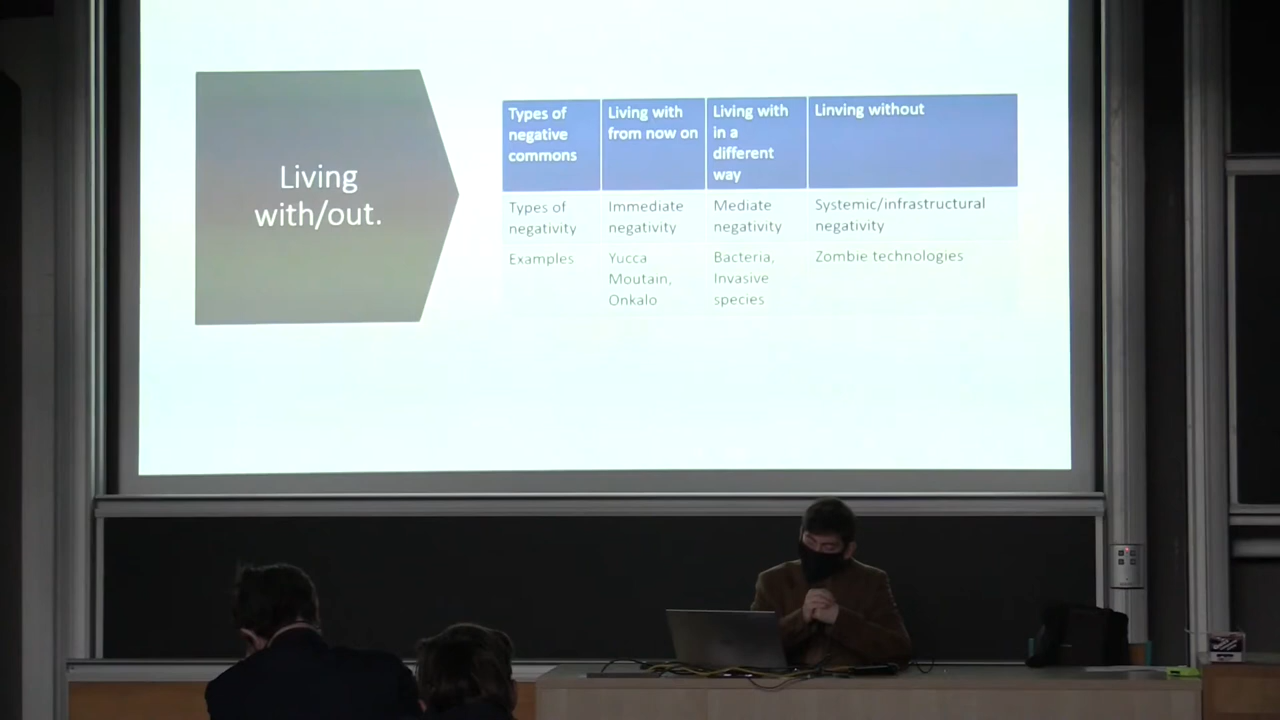 Living
with/out.
Types of
negative
commons
Living with
from now on
Living with
in a
different
way
Linving without
Types of
negativity
Immediate
negativity
Mediate
negativity
Systemic/infrastructural
negativity
Examples
Yucca
Moutain,
Onkalo
Bacteria,
Invasive
species
Zombie technologies